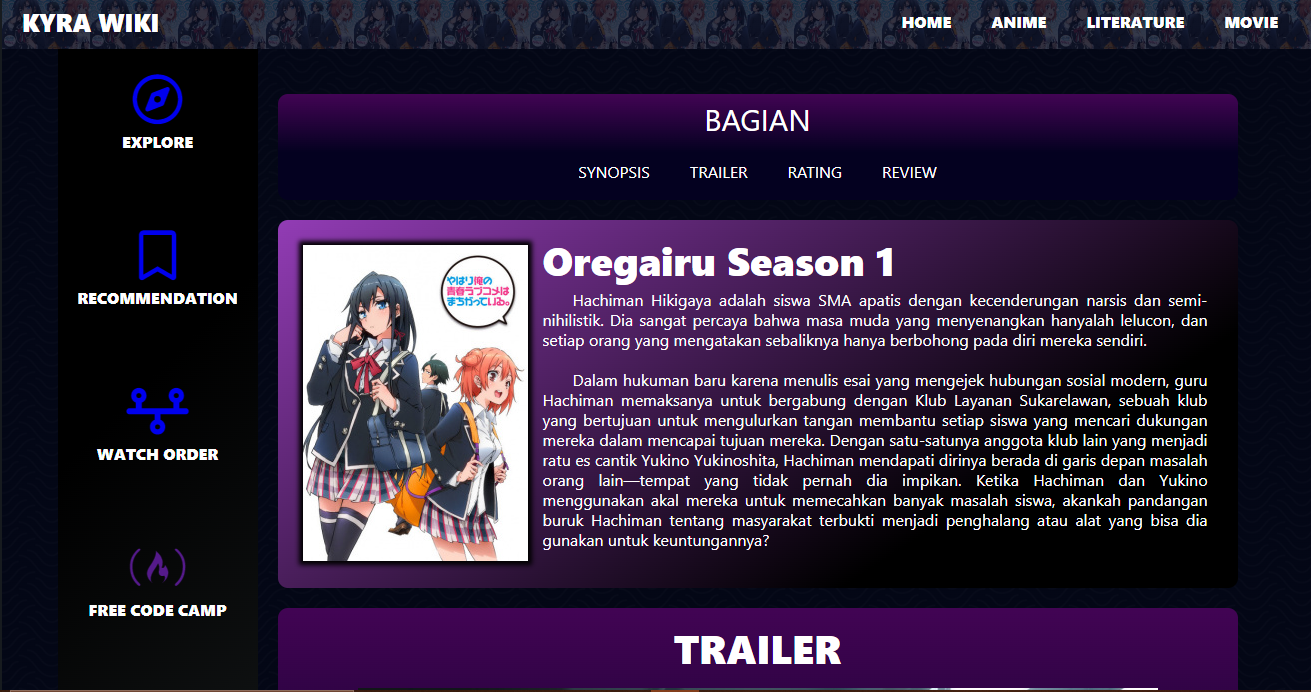 KYRA WIKI
HOME ANIME LITERATURE MOVIE
EXPLORE
RECOMMENDATION
WATCH ORDER
FREE CODE CAMP
BAGIAN
SYNOPSIS TRAILER RATING REVIEW
やはり俺の
青春ラブコメは
まちがっている。
Oregairu Season 1
Hachiman Hikigaya adalah siswa SMA apatis dengan kecenderungan narsis dan semi-
nihilistik. Dia sangat percaya bahwa masa muda yang menyenangkan hanyalah lelucon, dan
setiap orang yang mengatakan sebaliknya hanya berbohong pada diri mereka sendiri.
Dalam hukuman baru karena menulis esai yang mengejek hubungan sosial modern, guru
Hachiman memaksanya untuk bergabung dengan Klub Layanan Sukarelawan, sebuah klub
yang bertujuan untuk mengulurkan tangan membantu setiap siswa yang mencari dukungan
mereka dalam mencapai tujuan mereka. Dengan satu-satunya anggota klub lain yang menjadi
ratu es cantik Yukino Yukinoshita, Hachiman mendapati dirinya berada di garis depan masalah
orang lain—tempat yang tidak pernah dia impikan. Ketika Hachiman dan Yukino
menggunakan akal mereka untuk memecahkan banyak masalah siswa, akankah pandangan
buruk Hachiman tentang masyarakat terbukti menjadi penghalang atau alat yang bisa dia
gunakan untuk keuntungannya?
TRAILER